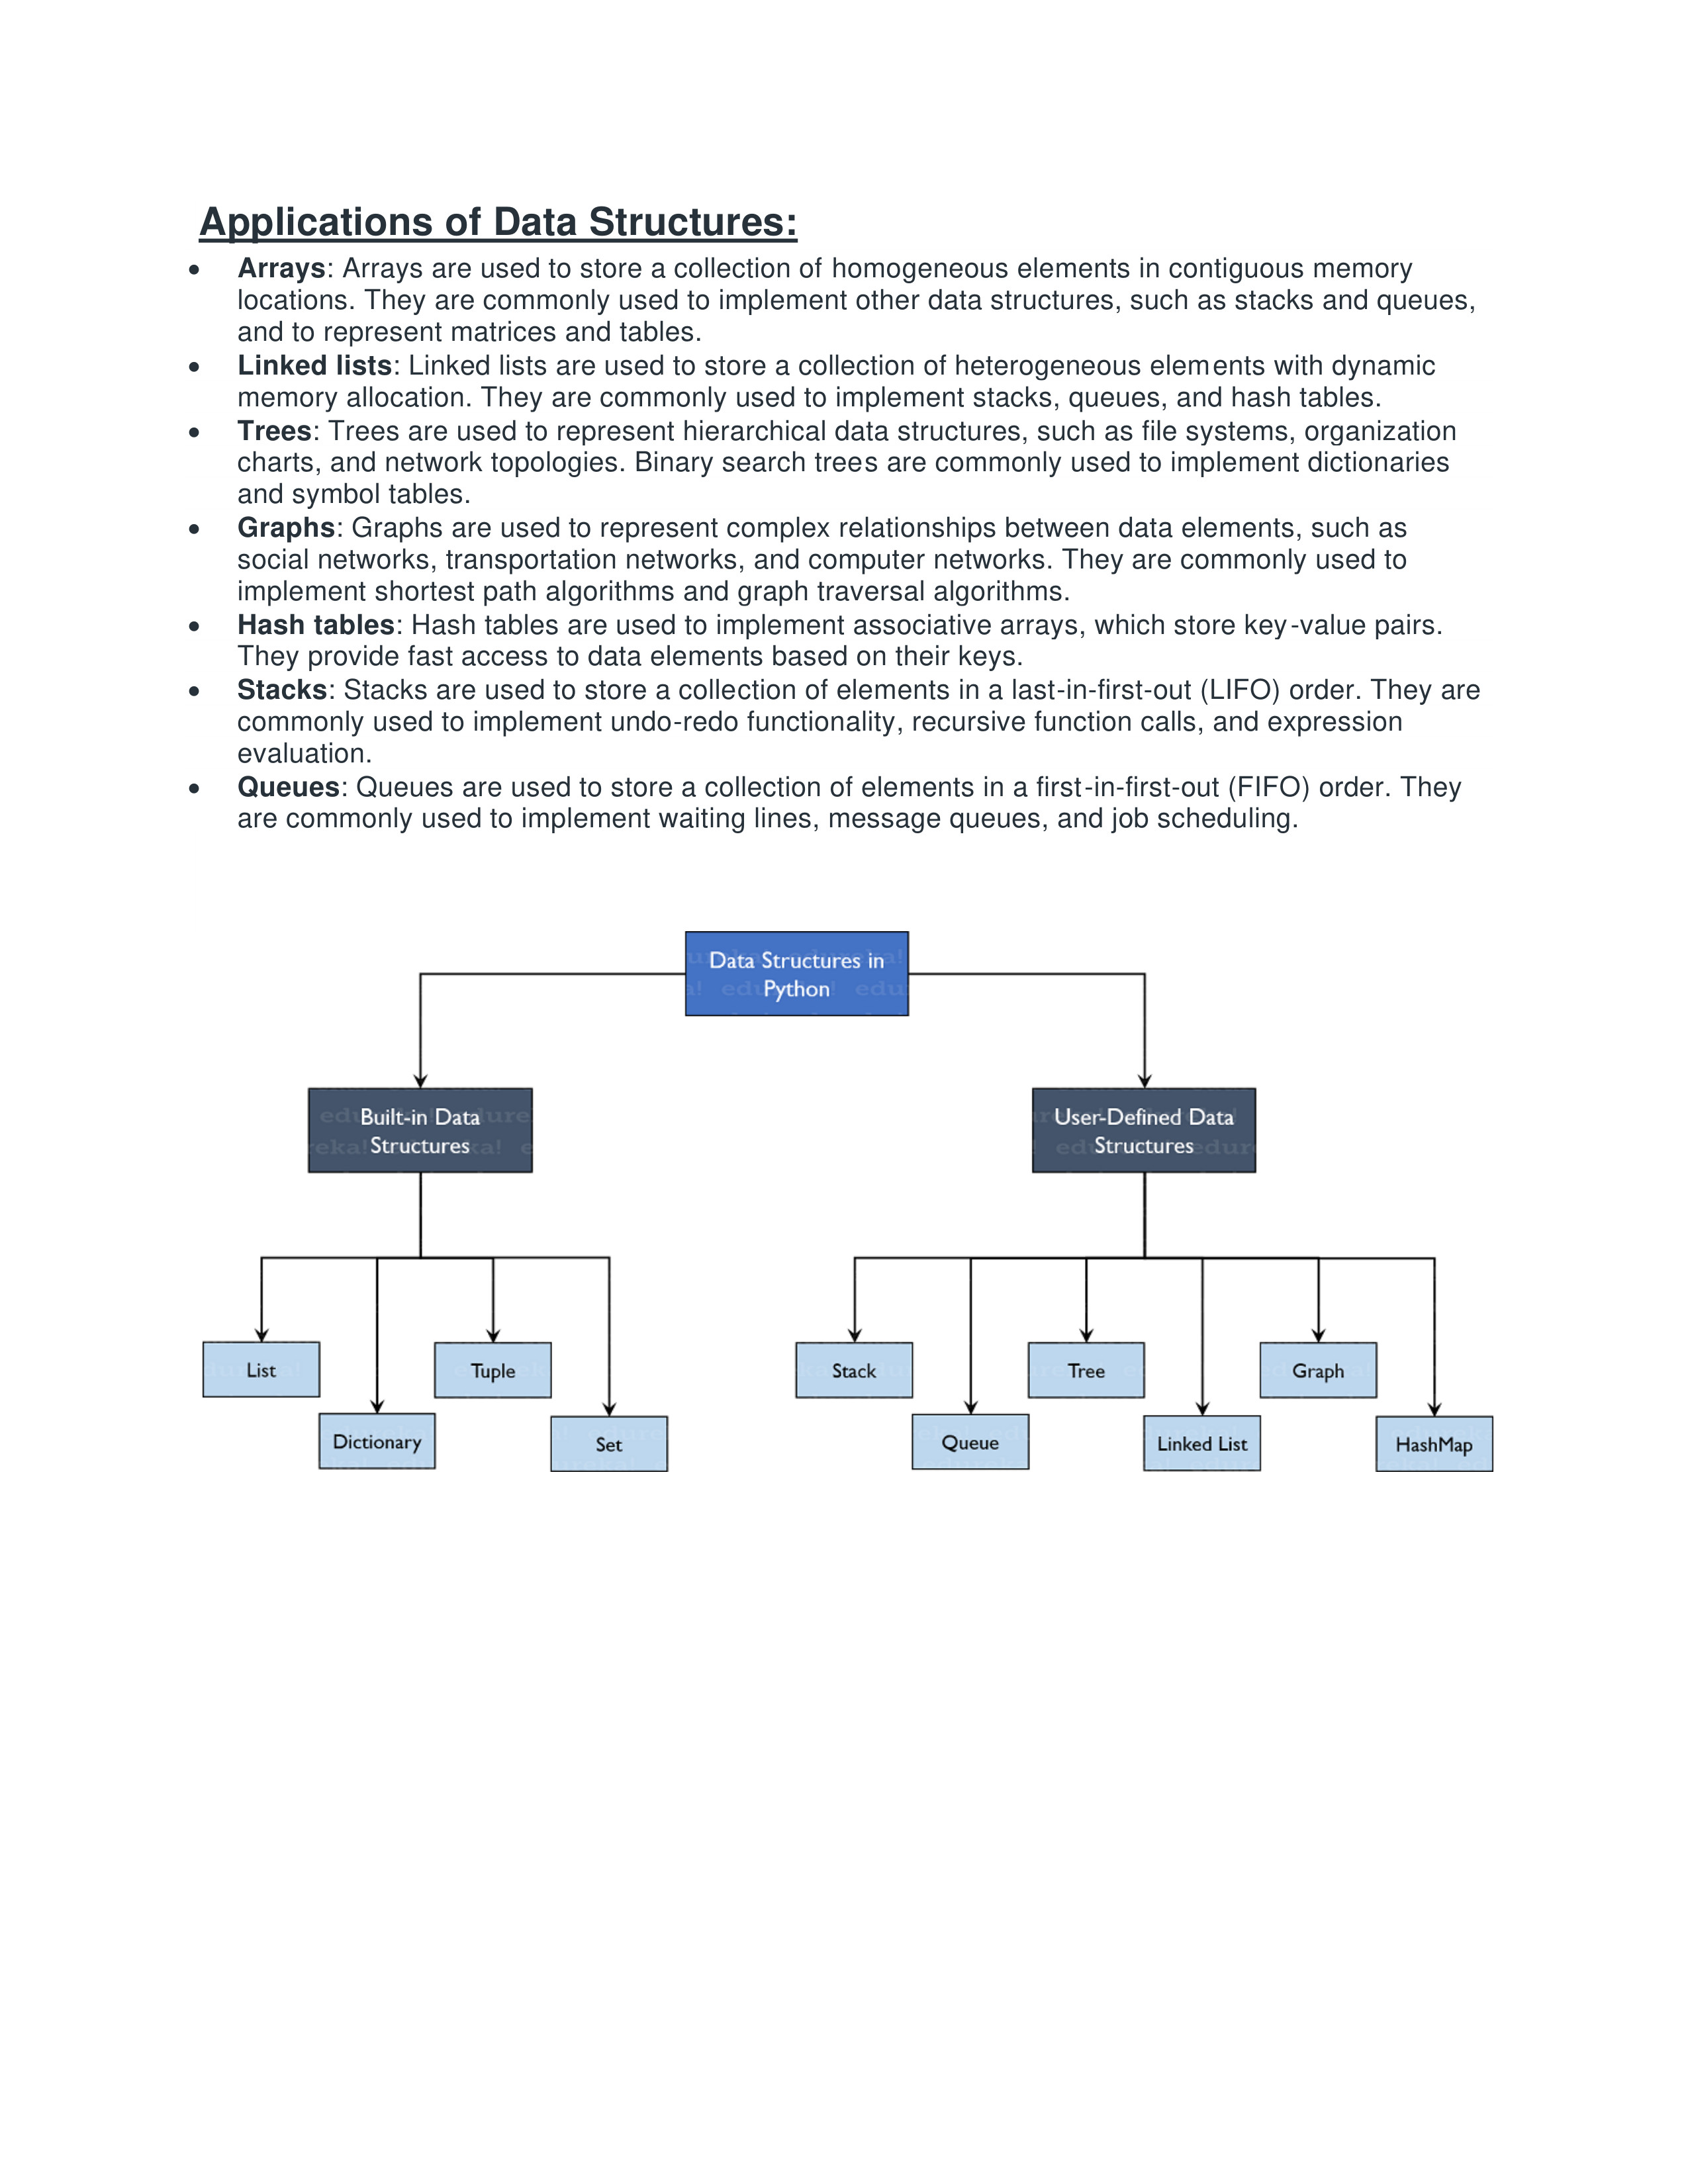 Applications of Data Structures:
• Arrays: Arrays are used to store a collection of homogeneous elements in contiguous memory
locations. They are commonly used to implement other data structures, such as stacks and queues,
and to represent matrices and tables.
• Linked lists: Linked lists are used to store a collection of heterogeneous elements with dynamic
memory allocation. They are commonly used to implement stacks, queues, and hash tables.
• Trees: Trees are used to represent hierarchical data structures, such as file systems, organization
charts, and network topologies. Binary search trees are commonly used to implement dictionaries
and symbol tables.
• Graphs: Graphs are used to represent complex relationships between data elements, such as
social networks, transportation networks, and computer networks. They are commonly used to
implement shortest path algorithms and graph traversal algorithms.
• Hash tables: Hash tables are used to implement associative arrays, which store key-value pairs.
They provide fast access to data elements based on their keys.
• Stacks: Stacks are used to store a collection of elements in a last-in-first-out (LIFO) order. They are
commonly used to implement undo-redo functionality, recursive function calls, and expression
evaluation.
• Queues: Queues are used to store a collection of elements in a first-in-first-out (FIFO) order. They
are commonly used to implement waiting lines, message queues, and job scheduling.
Data Structures in
Python
Built-in Data
Structures
User-Defined Data
Structures
List
Tuple
Stack
Tree
Graph
Dictionary
Set
Queue
Linked List
HashMap